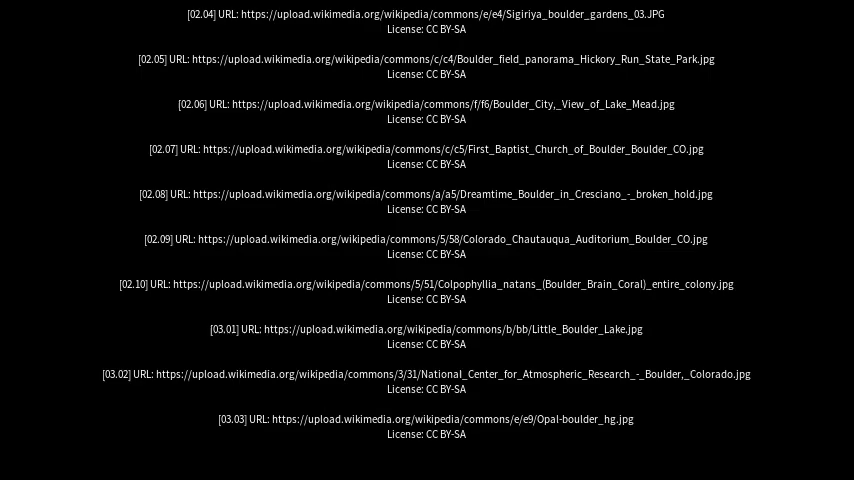 [02.04] URL: https://upload.wikimedia.org/wikipedia/commons/e/e4/Sigiriya_boulder_gardens_03.JPG
License: CC BY-SA
[02.05] URL: https://upload.wikimedia.org/wikipedia/commons/c/c4/Boulder_field_panorama_Hickory_Run_State_Park.jpg
License: CC BY-SA
[02.06] URL: https://upload.wikimedia.org/wikipedia/commons/f/f6/Boulder_City,_View_of_Lake_Mead.jpg
License: CC BY-SA
[02.07] URL: https://upload.wikimedia.org/wikipedia/commons/c/c5/First_Baptist_Church_of_Boulder_Boulder_CO.jpg
License: CC BY-SA
[02.08] URL: https://upload.wikimedia.org/wikipedia/commons/a/a5/Dreamtime_Boulder_in_Cresciano_-_broken_hold.jpg
License: CC BY-SA
[02.09] URL: https://upload.wikimedia.org/wikipedia/commons/5/58/Colorado_Chautauqua_Auditorium_Boulder_CO.jpg
License: CC BY-SA
[02.10] URL: https://upload.wikimedia.org/wikipedia/commons/5/51/Colpophyllia_natans_(Boulder_Brain_Coral)_entire_colony.jpg
License: CC BY-SA
[03.01] URL: https://upload.wikimedia.org/wikipedia/commons/b/bb/Little_Boulder_Lake.jpg
License: CC BY-SA
[03.02] URL: https://upload.wikimedia.org/wikipedia/commons/3/31/National_Center_for_Atmospheric_Research_-_Boulder,_Colorado.jpg
License: CC BY-SA
[03.03] URL: https://upload.wikimedia.org/wikipedia/commons/e/e9/Opal-boulder_hg.jpg
License: CC BY-SA